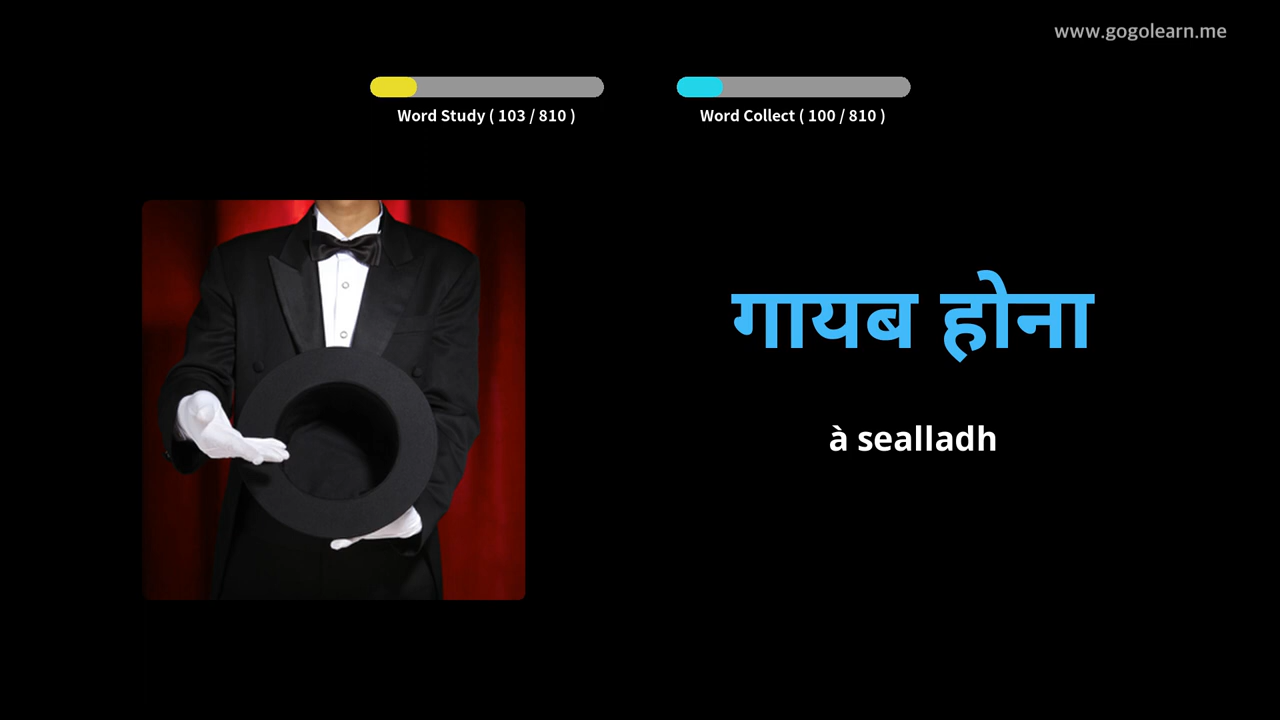 www.gogolearn.me
Word Study ( 103 / 810 )
Word Collect ( 100 / 810 )
गायब होना
à sealladh